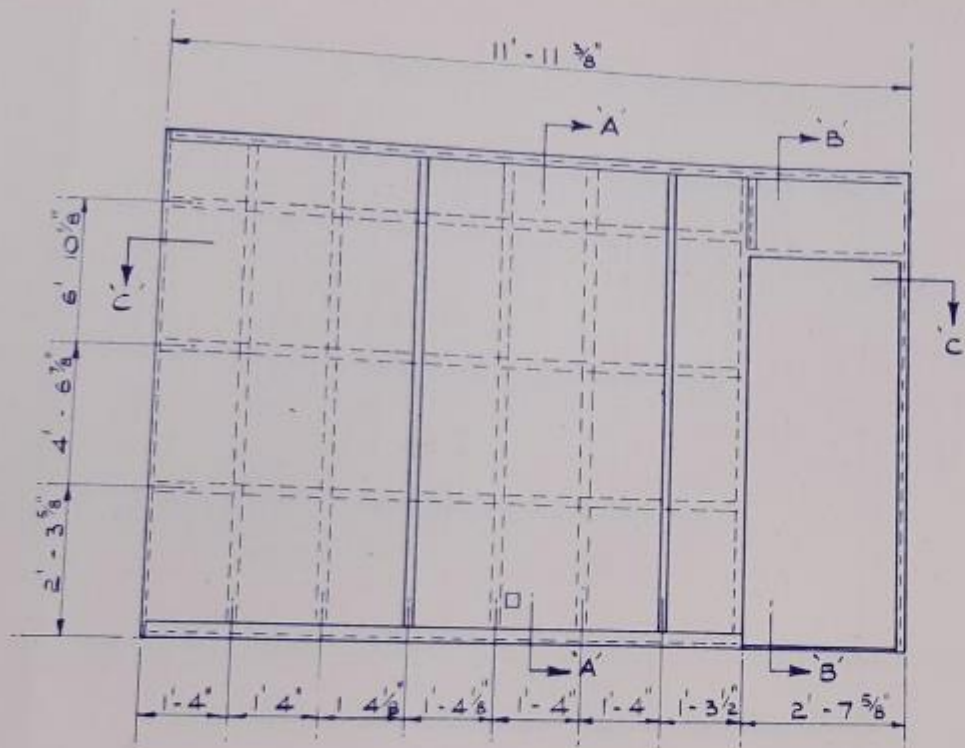 11' - 11 3/8"
'A'
'B'
6' 10 1/8"
'C'
'C
4' - 6 7/8"
2' - 3 5/8"
'A'
'B'
1'-4"
1' 4"
1' 4 1/8"
1'-4 1/8"
1'-4"
1'-4"
1'-3 1/2"
2' - 7 5/8"